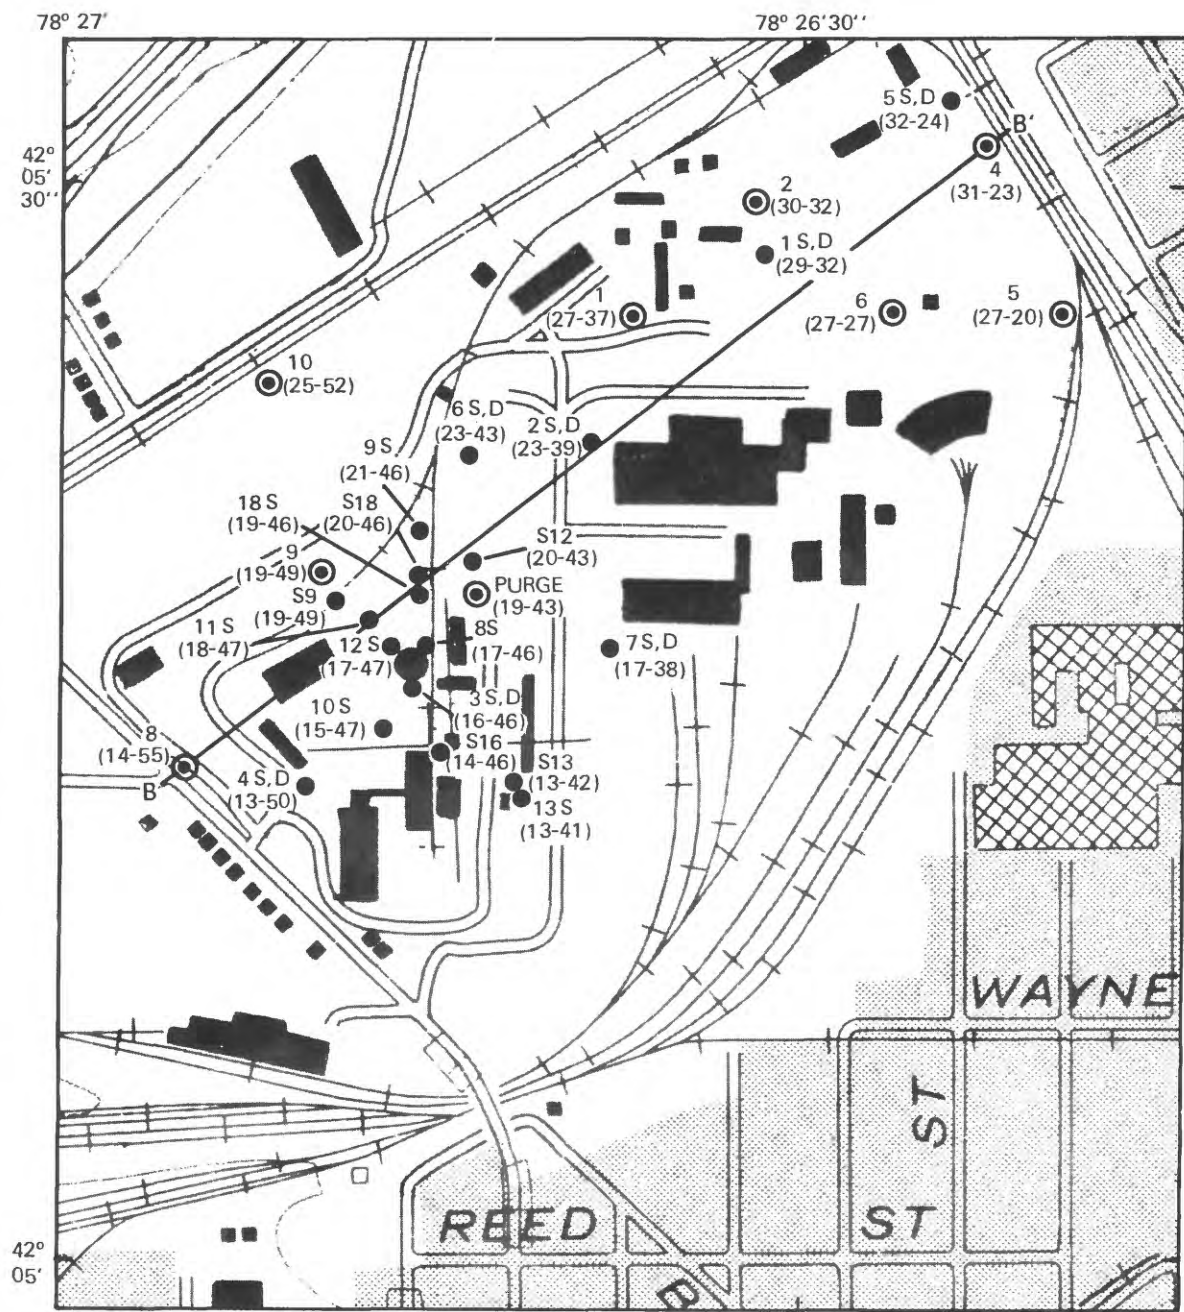 78° 27'
78° 26'30''
42°
05'
30''
5 S,D
(32-24)
B'
4
(31-23)
2
(30-32)
1 S,D
(29-32)
1
(27-37)
6
(27-27)
5
(27-20)
10
(25-52)
6 S,D
(23-43)
2 S,D
(23-39)
9 S
(21-46)
18 S
(19-46)
S18
(20-46)
S12
(20-43)
9
(19-49)
PURGE
(19-43)
S9
(19-49)
11 S
(18-47)
12 S
(17-47)
8S
(17-46)
7 S,D
(17-38)
3 S,D
(16-46)
10 S
(15-47)
8
(14-55)
S16
(14-46)
B
4 S,D
(13-50)
S13
(13-42)
13 S
(13-41)
WAYNE
ST
REED ST
42°
05'